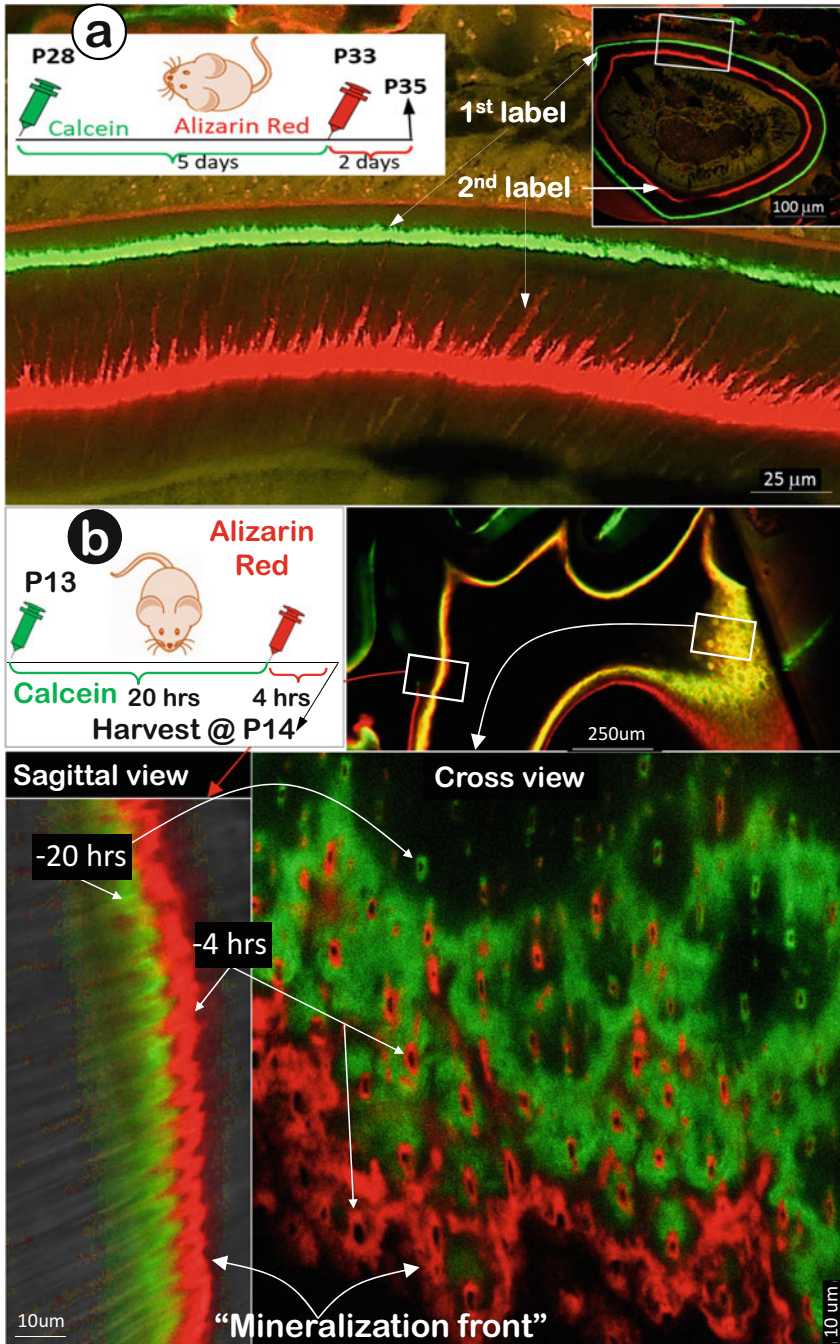 a
P28
P33
P35
Calcein
Alizarin Red
5 days
2 days
1st label
2nd label
100 μm
25 μm
b
Alizarin
Red
P13
Calcein
20 hrs
4 hrs
Harvest @ P14
250um
Sagittal view
Cross view
-20 hrs
-4 hrs
"Mineralization front"
10um
10 um